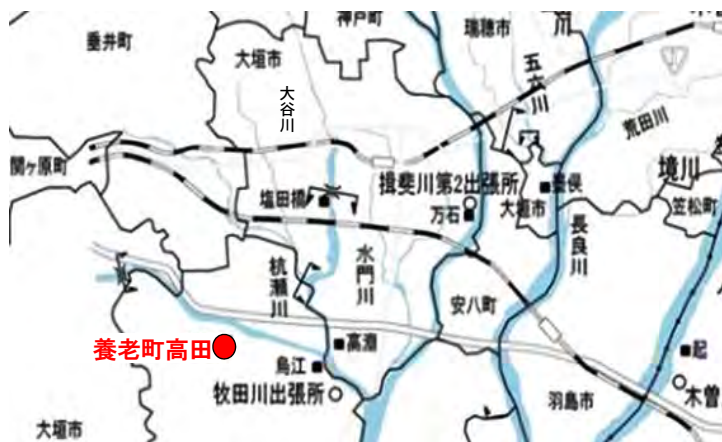 神戸町
瑞穂市
垂井町
大垣市
大谷川
五六川
荒田川
境川
関ヶ原町
揖斐川第2出張所
塩田橋
万石
大垣市
墨俣
笠松町
長良川
杭瀬川
水門川
安八町
養老町高田
高淵
烏江
起
牧田川出張所
羽島市
木曽
大垣市